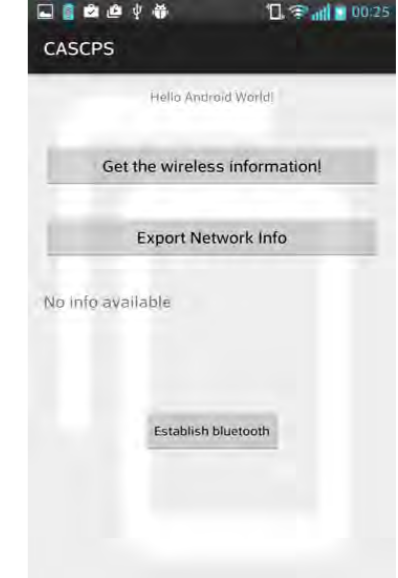 00:25
CASCPS
Hello Android World!
Get the wireless information!
Export Network Info
No info available
Establish bluetooth